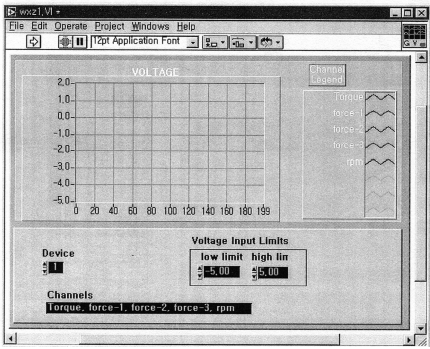 wxz1.VI *
File Edit Operate Project Windows Help
12pt Application Font
VOLTAGE
Channel
Legend
2,0
1,0
0,0
-1,0
-2,0
-3,0
-4,0
-5,0
0 20 40 60 80 100 120 140 160 180 199
Torque
force-1
force-2
force-3
rpm
Device
1
Voltage Input Limits
low limit high lim
-5,00 5,00
Channels
Torque, force-1, force-2, force-3, rpm